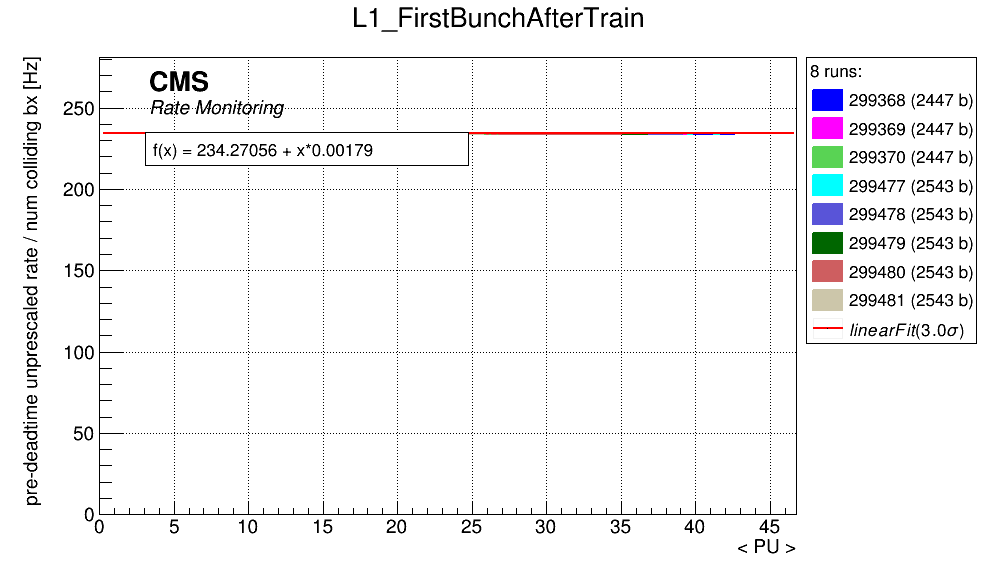 L1_FirstBunchAfterTrain
pre-deadtime unprescaled rate / num colliding bx [Hz]
CMS
Rate Monitoring
f(x) = 234.27056 + x*0.00179
250
200
150
100
50
0
0 5 10 15 20 25 30 35 40 45
< PU >
8 runs:
299368 (2447 b)
299369 (2447 b)
299370 (2447 b)
299477 (2543 b)
299478 (2543 b)
299479 (2543 b)
299480 (2543 b)
299481 (2543 b)
linearFit(3.0σ)